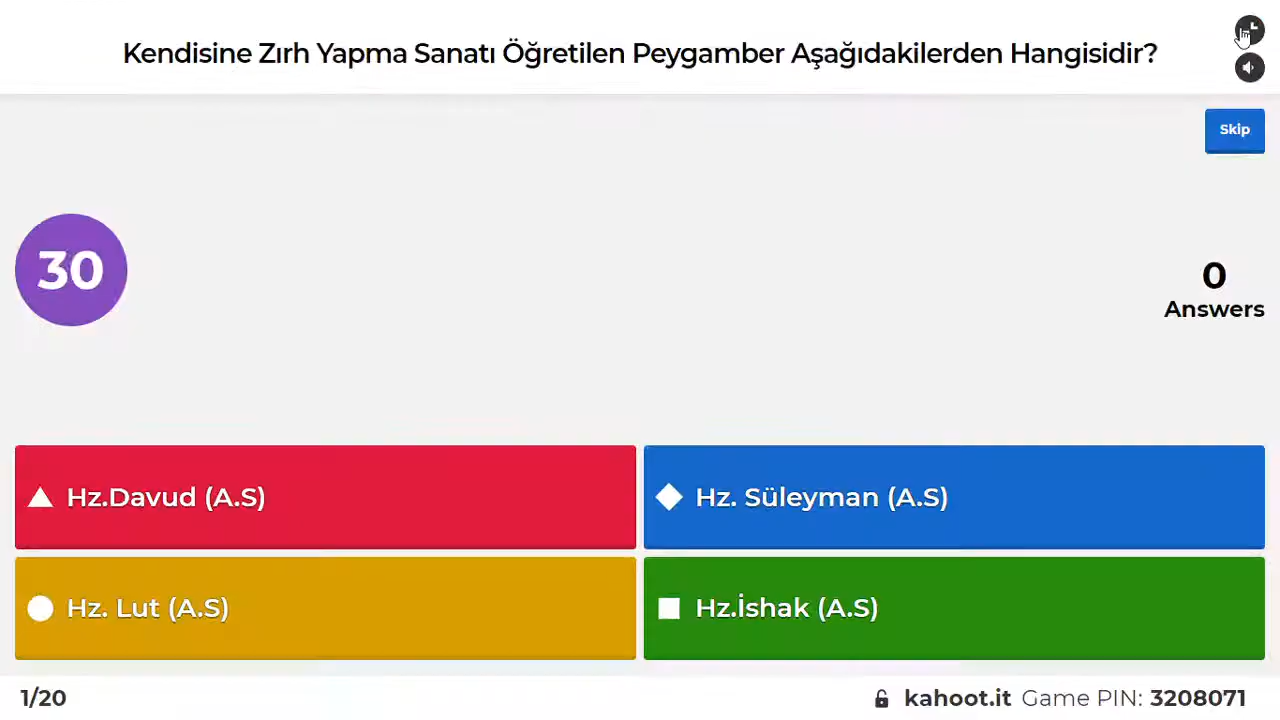 Kendisine Zırh Yapma Sanatı Öğretilen Peygamber Aşağıdakilerden Hangisidir?
Skip
30
0
Answers
Hz.Davud (A.S)
Hz. Süleyman (A.S)
Hz. Lut (A.S)
Hz.İshak (A.S)
1/20
kahoot.it Game PIN: 3208071